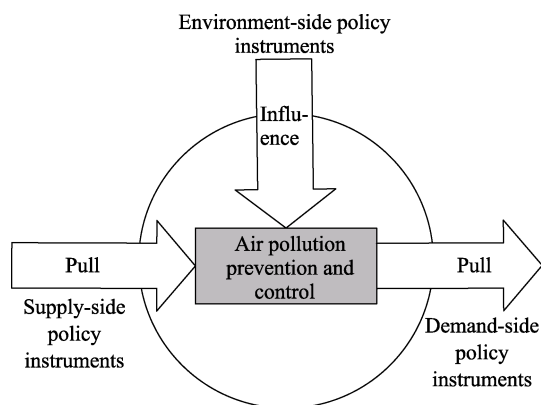 Environment-side policy
instruments
Influ-
ence
Air pollution
prevention and
control
Pull
Supply-side
policy
instruments
Pull
Demand-side
policy
instruments